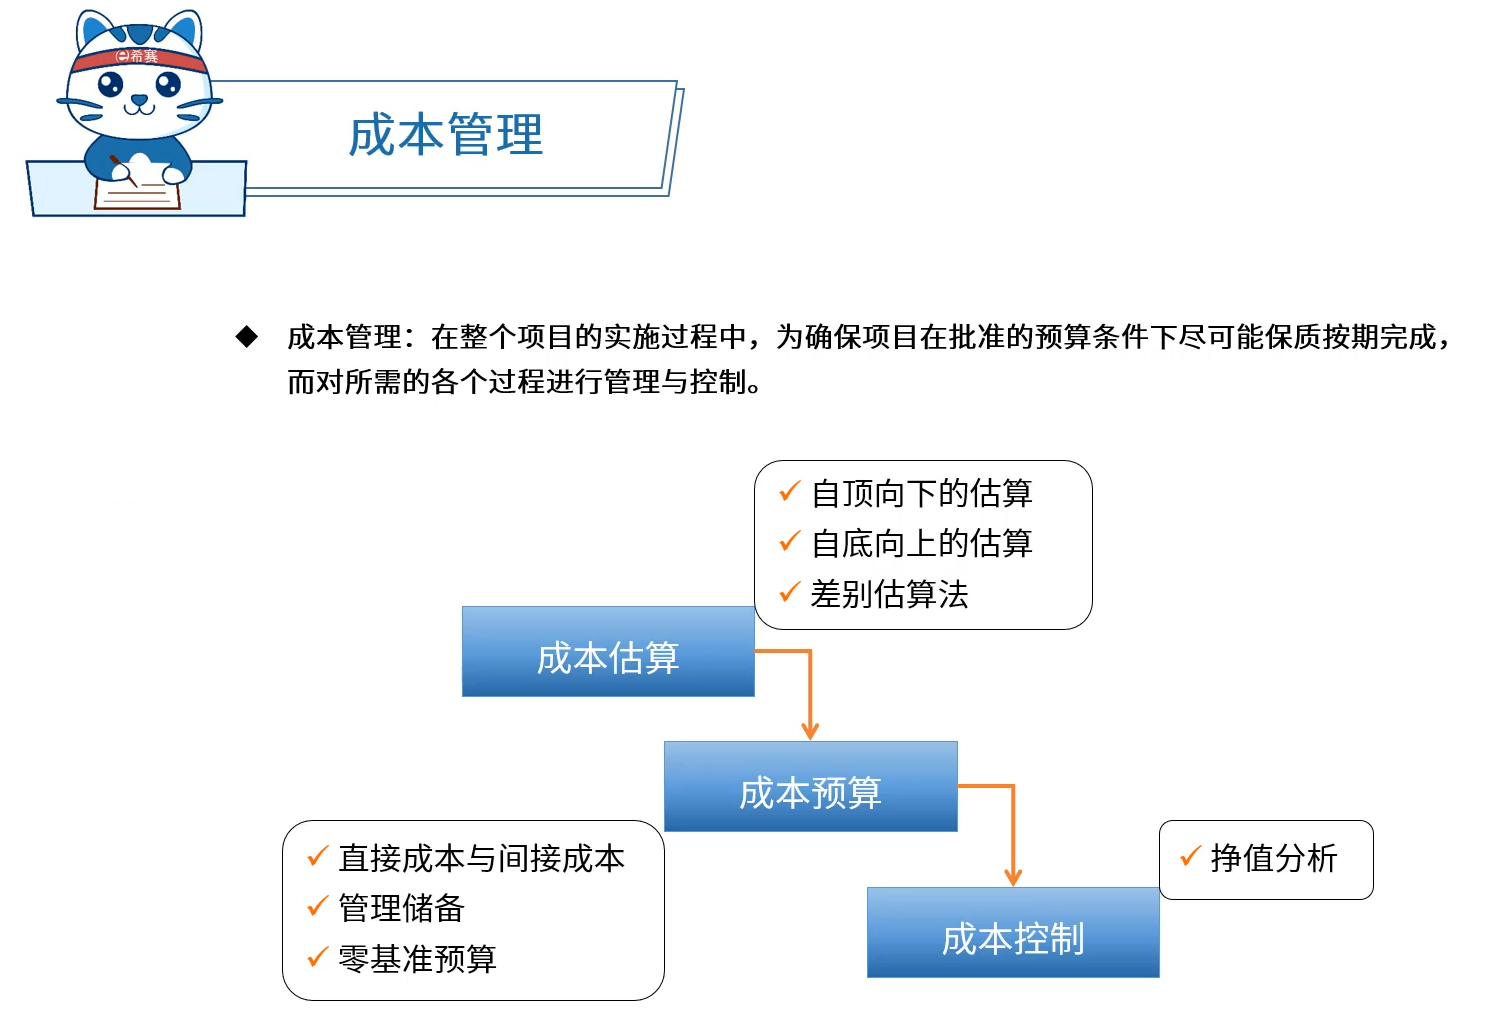 e希赛
成本管理
成本管理：在整个项目的实施过程中，为确保项目在批准的预算条件下尽可能保质按期完成，
而对所需的各个过程进行管理与控制。
自顶向下的估算
自底向上的估算
差别估算法
成本估算
成本预算
直接成本与间接成本
管理储备
零基准预算
挣值分析
成本控制